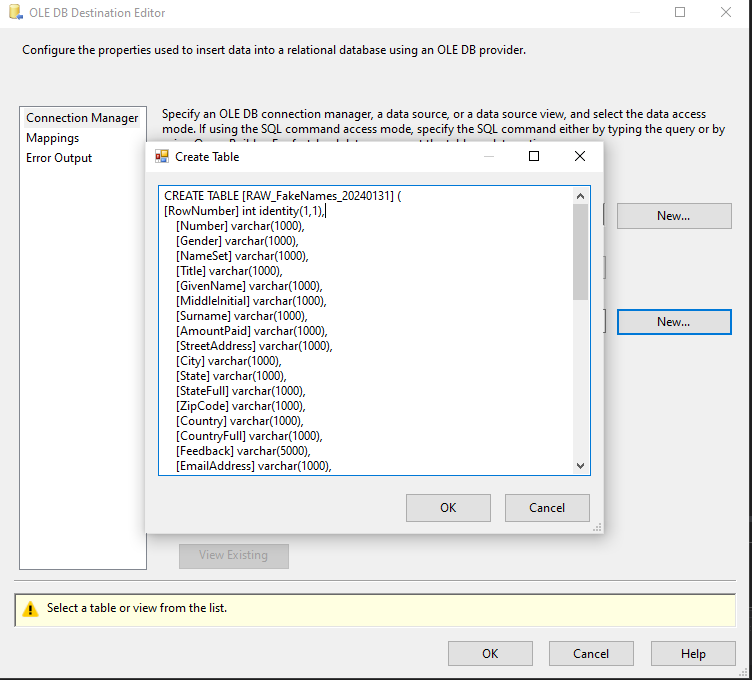 OLE DB Destination Editor
Configure the properties used to insert data into a relational database using an OLE DB provider.
Connection Manager
Mappings
Error Output
Specify an OLE DB connection manager, a data source, or a data source view, and select the data access
mode. If using the SQL command access mode, specify the SQL command either by typing the query or by
Create Table
CREATE TABLE [RAW_FakeNames_20240131] (
[RowNumber] int identity(1,1),
[Number] varchar(1000),
[Gender] varchar(1000),
[NameSet] varchar(1000),
[Title] varchar(1000),
[GivenName] varchar(1000),
[MiddleInitial] varchar(1000),
[Surname] varchar(1000),
[AmountPaid] varchar(1000),
[StreetAddress] varchar(1000),
[City] varchar(1000),
[State] varchar(1000),
[StateFull] varchar(1000),
[ZipCode] varchar(1000),
[Country] varchar(1000),
[CountryFull] varchar(1000),
[Feedback] varchar(5000),
[EmailAddress] varchar(1000),
OK
Cancel
New...
New...
View Existing
Select a table or view from the list.
OK
Cancel
Help